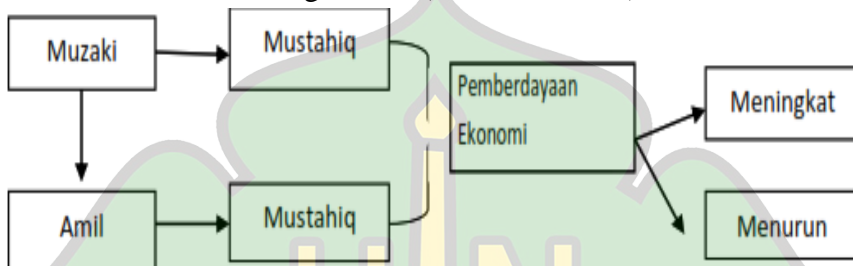 Muzaki
Mustahiq
Pemberdayaan
Ekonomi
Meningkat
Amil
Mustahiq
Menurun